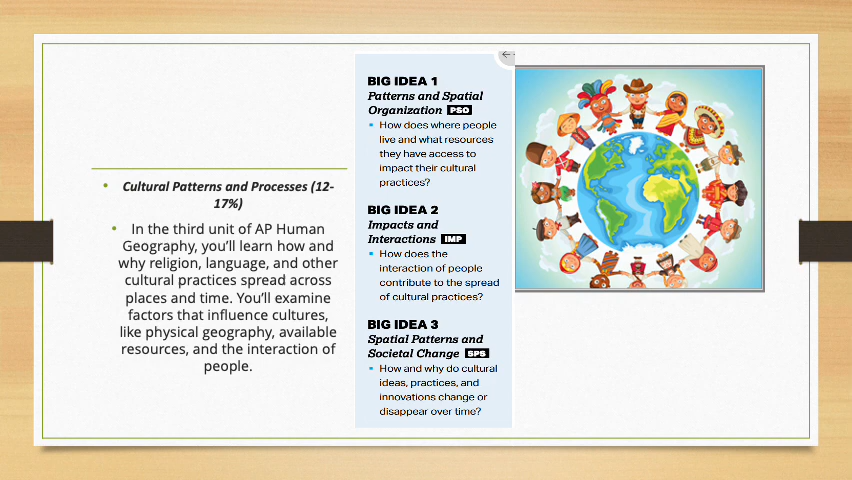 • Cultural Patterns and Processes (12-
17%)
• In the third unit of AP Human
Geography, you’ll learn how and
why religion, language, and other
cultural practices spread across
places and time. You’ll examine
factors that influence cultures,
like physical geography, available
resources, and the interaction of
people.
BIG IDEA 1
Patterns and Spatial
Organization PSO
▪ How does where people
live and what resources
they have access to
impact their cultural
practices?
BIG IDEA 2
Impacts and
Interactions IMP
▪ How does the
interaction of people
contribute to the spread
of cultural practices?
BIG IDEA 3
Spatial Patterns and
Societal Change SPS
▪ How and why do cultural
ideas, practices, and
innovations change or
disappear over time?